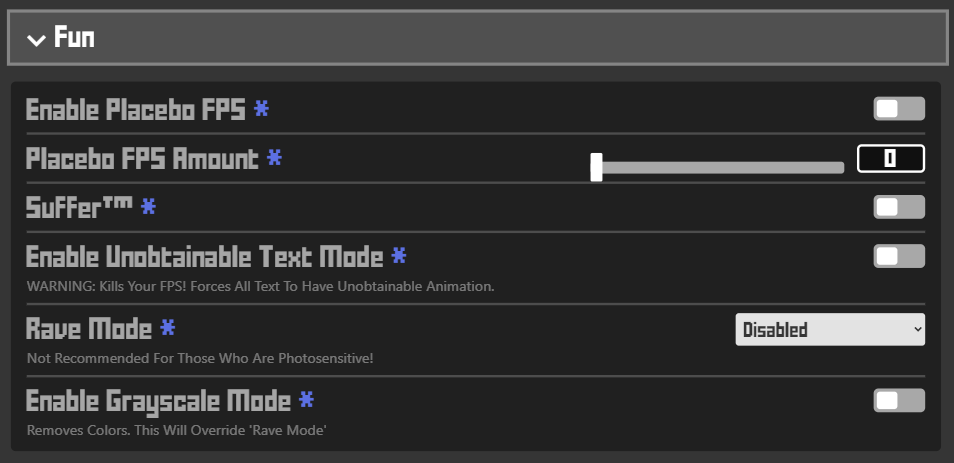 Fun
Enable Placebo FPS *
Placebo FPS Amount * 0
Suffer™ *
Enable Unobtainable Text Mode *
WARNING: Kills Your FPS! Forces All Text To Have Unobtainable Animation.
Rave Mode * Disabled
Not Recommended For Those Who Are Photosensitive!
Enable Grayscale Mode *
Removes Colors. This Will Override 'Rave Mode'